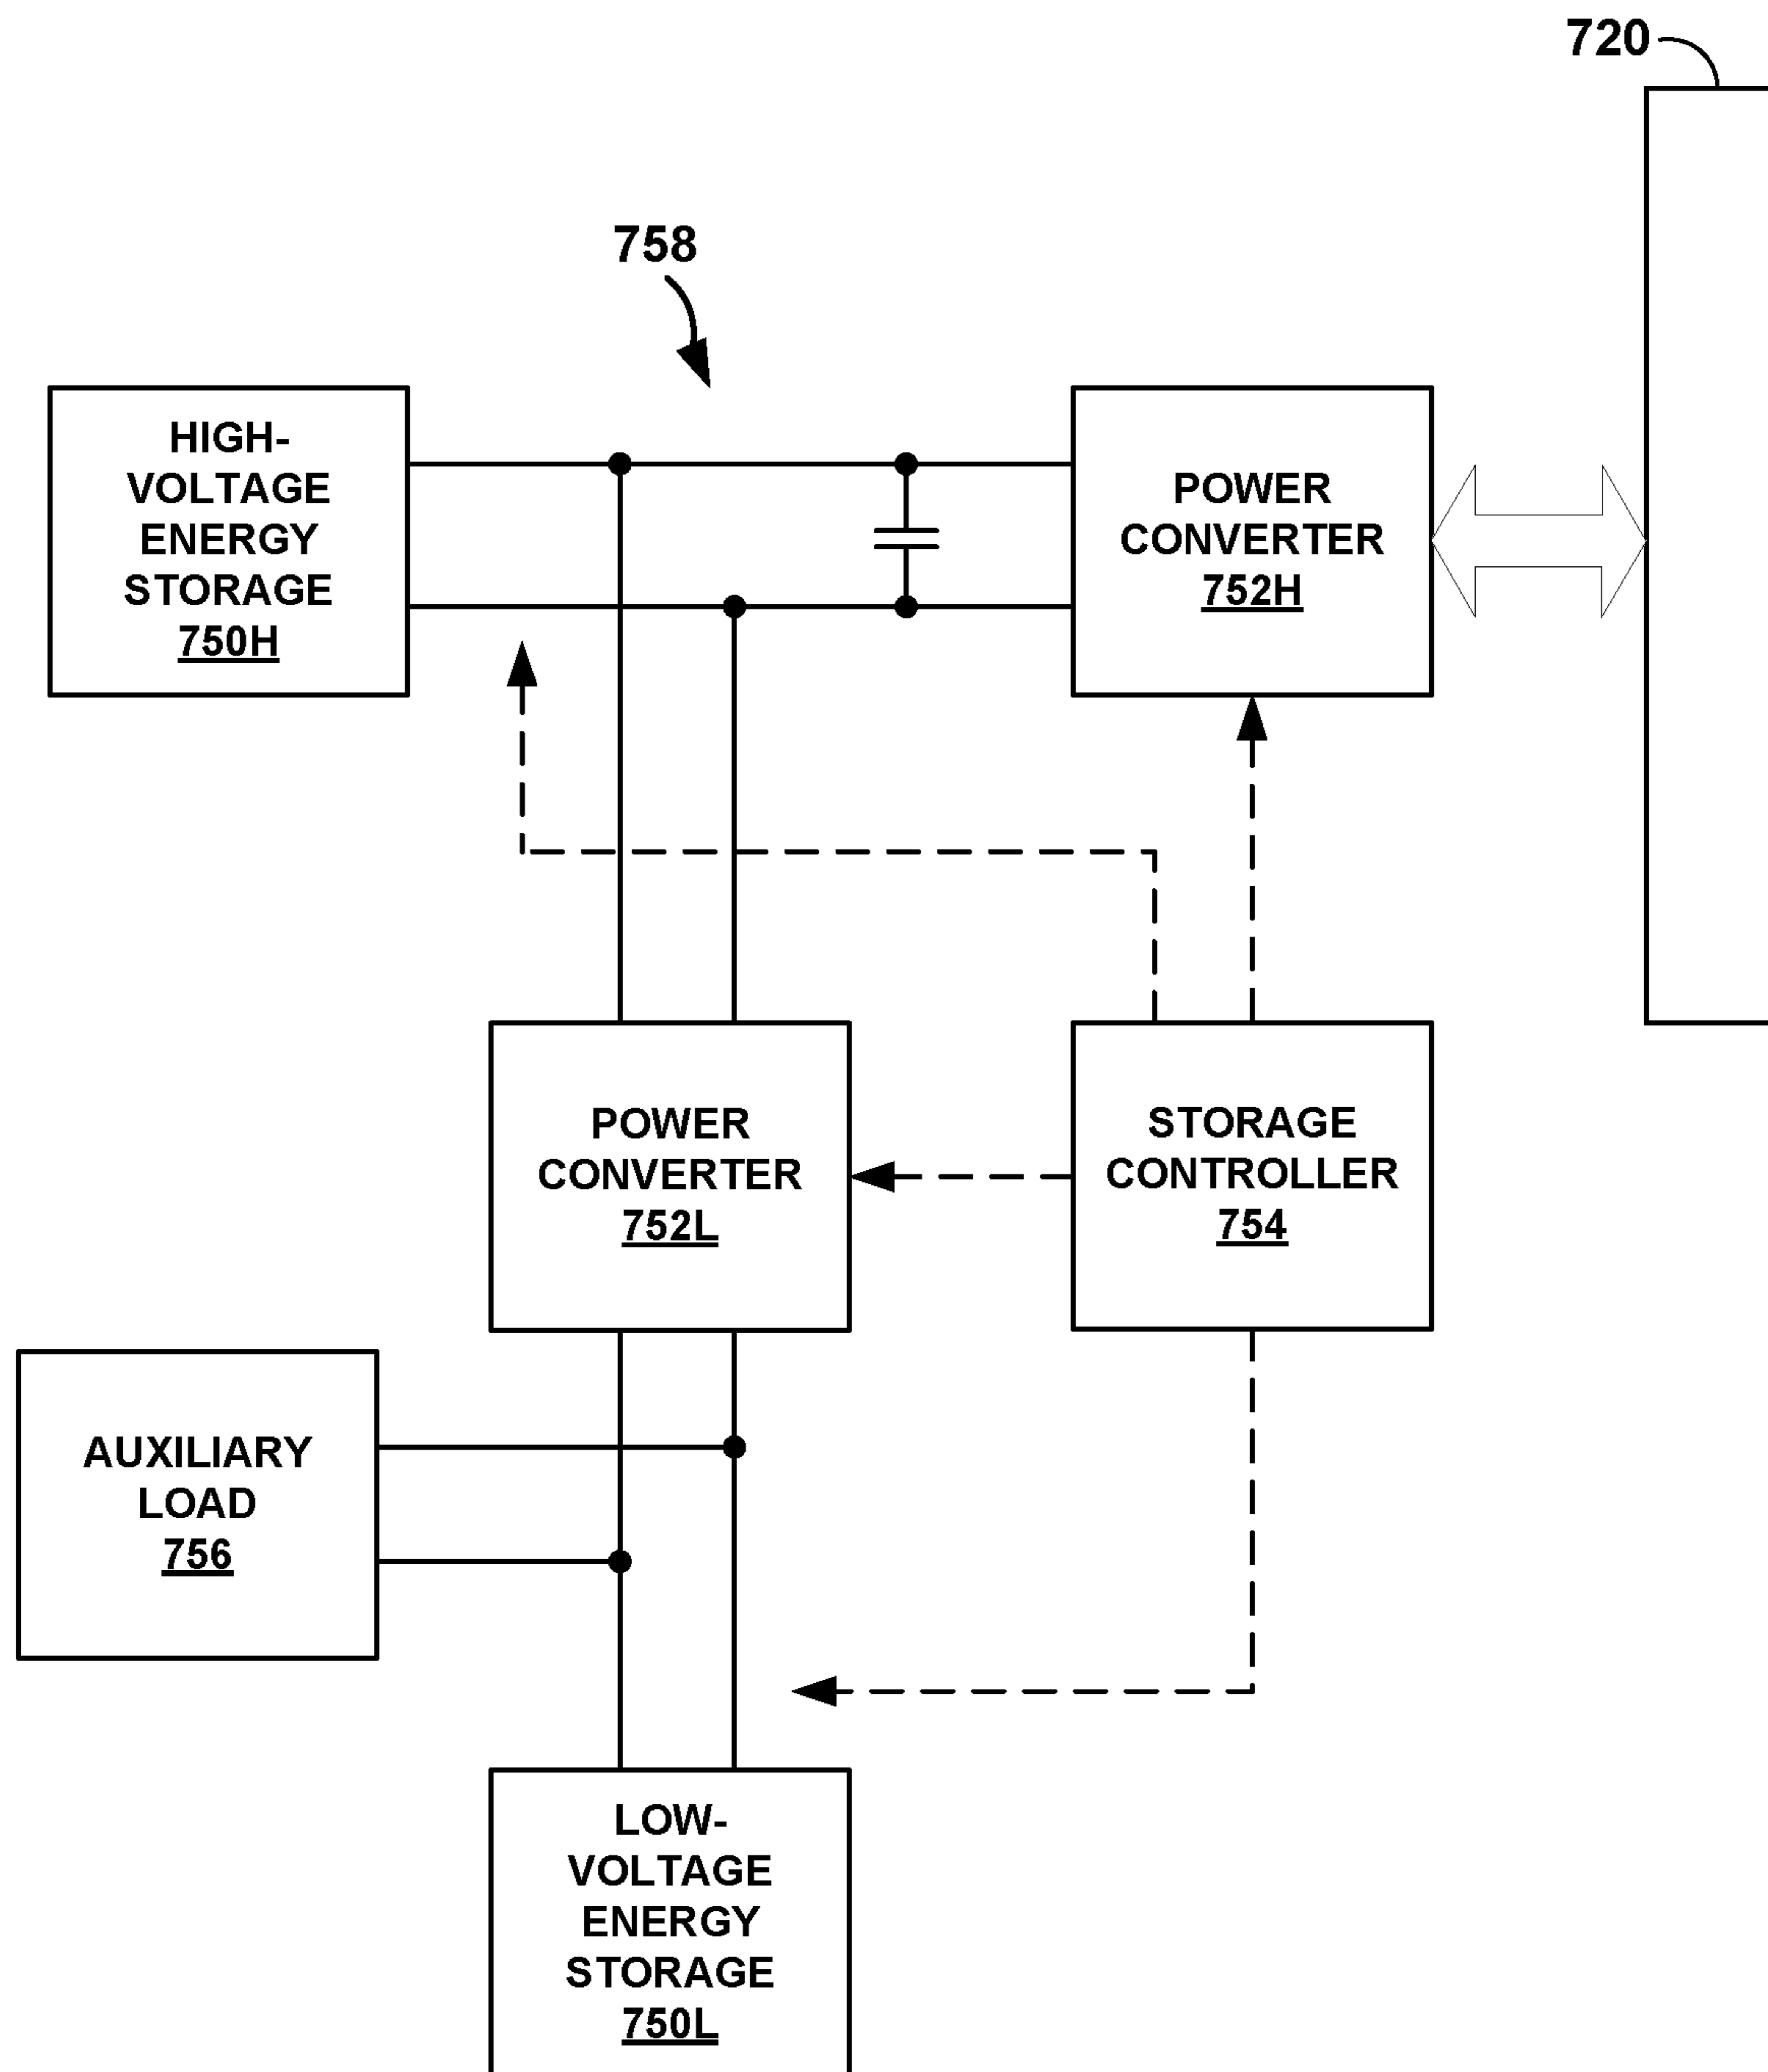 720
758
HIGH-
VOLTAGE
ENERGY
STORAGE
750H
POWER
CONVERTER
752H
POWER
CONVERTER
752L
STORAGE
CONTROLLER
754
AUXILIARY
LOAD
756
LOW-
VOLTAGE
ENERGY
STORAGE
750L